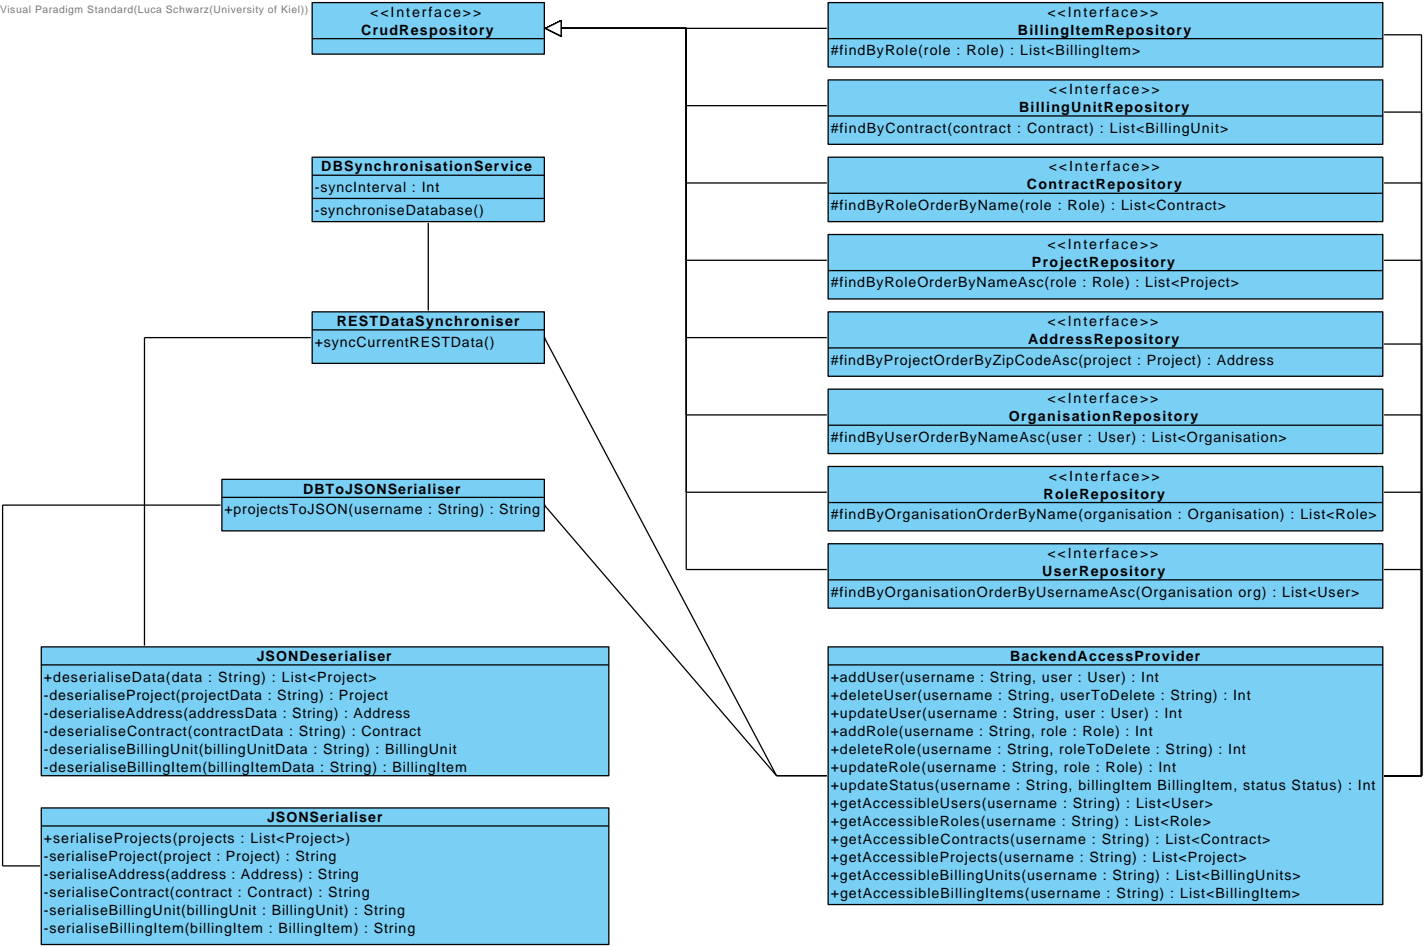 Visual Paradigm Standard(Luca Schwarz(University of Kiel))
<<Interface>>
CrudRespository
<<Interface>>
BillingItemRepository
#findByRole(role : Role) : List<BillingItem>
<<Interface>>
BillingUnitRepository
#findByContract(contract : Contract) : List<BillingUnit>
DBSynchronisationService
-syncInterval : Int
-synchroniseDatabase()
<<Interface>>
ContractRepository
#findByRoleOrderByName(role : Role) : List<Contract>
<<Interface>>
ProjectRepository
#findByRoleOrderByNameAsc(role : Role) : List<Project>
RESTDataSynchroniser
+syncCurrentRESTData()
<<Interface>>
AddressRepository
#findByProjectOrderByZipCodeAsc(project : Project) : Address
<<Interface>>
OrganisationRepository
#findByUserOrderByNameAsc(user : User) : List<Organisation>
DBToJSONSerialiser
+projectsToJSON(username : String) : String
<<Interface>>
RoleRepository
#findByOrganisationOrderByName(organisation : Organisation) : List<Role>
<<Interface>>
UserRepository
#findByOrganisationOrderByUsernameAsc(Organisation org) : List<User>
JSONDeserialiser
+deserialiseData(data : String) : List<Project>
-deserialiseProject(projectData : String) : Project
-deserialiseAddress(addressData : String) : Address
-deserialiseContract(contractData : String) : Contract
-deserialiseBillingUnit(billingUnitData : String) : BillingUnit
-deserialiseBillingItem(billingItemData : String) : BillingItem
BackendAccessProvider
+addUser(username : String, user : User) : Int
+deleteUser(username : String, userToDelete : String) : Int
+updateUser(username : String, user : User) : Int
+addRole(username : String, role : Role) : Int
+deleteRole(username : String, roleToDelete : String) : Int
+updateRole(username : String, role : Role) : Int
+updateStatus(username : String, billingItem BillingItem, status Status) : Int
+getAccessibleUsers(username : String) : List<User>
+getAccessibleRoles(username : String) : List<Role>
+getAccessibleContracts(username : String) : List<Contract>
+getAccessibleProjects(username : String) : List<Project>
+getAccessibleBillingUnits(username : String) : List<BillingUnits>
+getAccessibleBillingItems(username : String) : List<BillingItem>
JSONSerialiser
+serialiseProjects(projects : List<Project>)
-serialiseProject(project : Project) : String
-serialiseAddress(address : Address) : String
-serialiseContract(contract : Contract) : String
-serialiseBillingUnit(billingUnit : BillingUnit) : String
-serialiseBillingItem(billingItem : BillingItem) : String